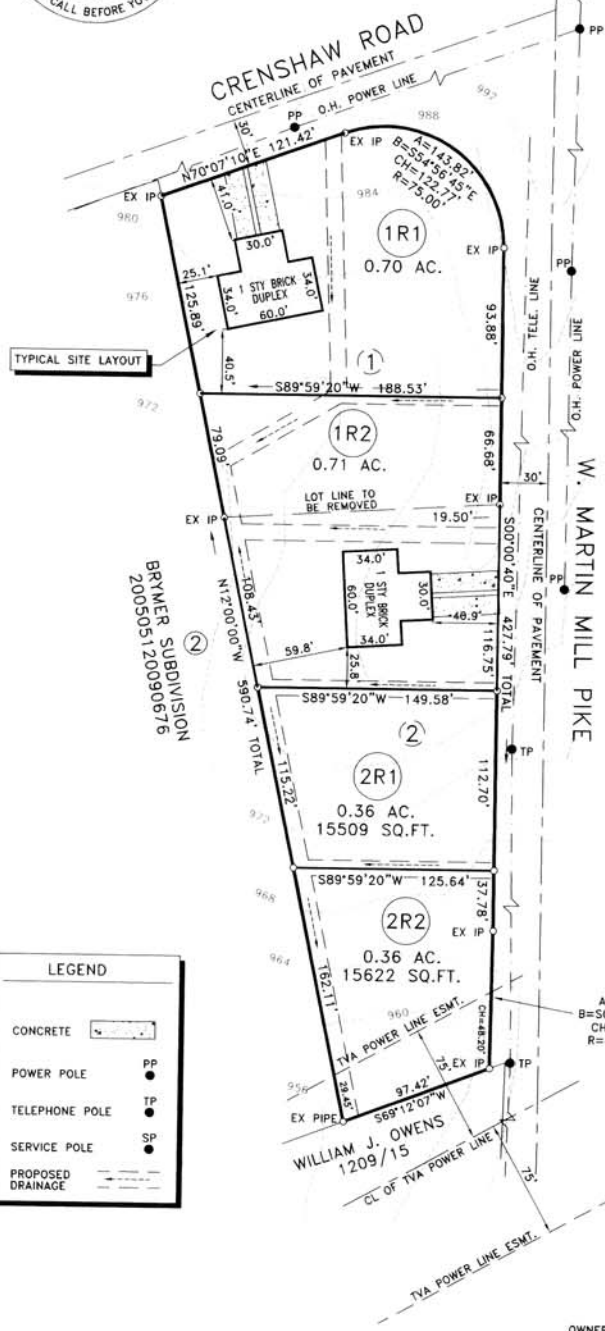 CALL BEFORE YO
CRENSHAW ROAD
CENTERLINE OF PAVEMENT
O.H. POWER LINE
PP
PP
30'
N70°07'10"E 121.42'
EX IP
EX IP
988
992
A=143.82'
B=S54°56'45"E
CH=122.77'
R=75.00'
980
984
41.0'
30.0'
1R1
0.70 AC.
EX IP
25.1'
34.0'
1 STY BRICK
DUPLEX
34.0'
60.0'
976
125.89'
93.88'
O.H. TELE. LINE
PP
O.H. POWER LINE
TYPICAL SITE LAYOUT
40.5'
1
S89°59'20"W 188.53'
972
79.09'
1R2
0.71 AC.
66.68'
30'
W. MARTIN MILL PIKE
LOT LINE TO
BE REMOVED
19.50'
EX IP
EX IP
CENTERLINE OF PAVEMENT
S00°00'40"E 427.79' TOTAL
PP
BRYMER SUBDIVISION
200505120090676
2
N12°00'00"W 590.74' TOTAL
108.43'
34.0'
60.0'
1 STY BRICK
DUPLEX
30.0'
34.0'
48.9'
59.8'
25.8
116.75'
S89°59'20"W 149.58'
2
TP
115.22'
2R1
0.36 AC.
15509 SQ.FT.
112.70'
972
S89°59'20"W 125.64'
968
37.78'
2R2
0.36 AC.
15622 SQ.FT.
EX IP
964
162.11'
960
TVA POWER LINE ESMT.
CH=48.20'
A
B=S0
CH
R=
75'
EX IP
TP
956
29.45'
97.42'
S69°12'07"W
EX PIPE
WILLIAM J. OWENS
1209/15
CL OF TVA POWER LINE
75'
TVA POWER LINE ESMT.
LEGEND
CONCRETE
POWER POLE PP
TELEPHONE POLE TP
SERVICE POLE SP
PROPOSED
DRAINAGE
OWNER